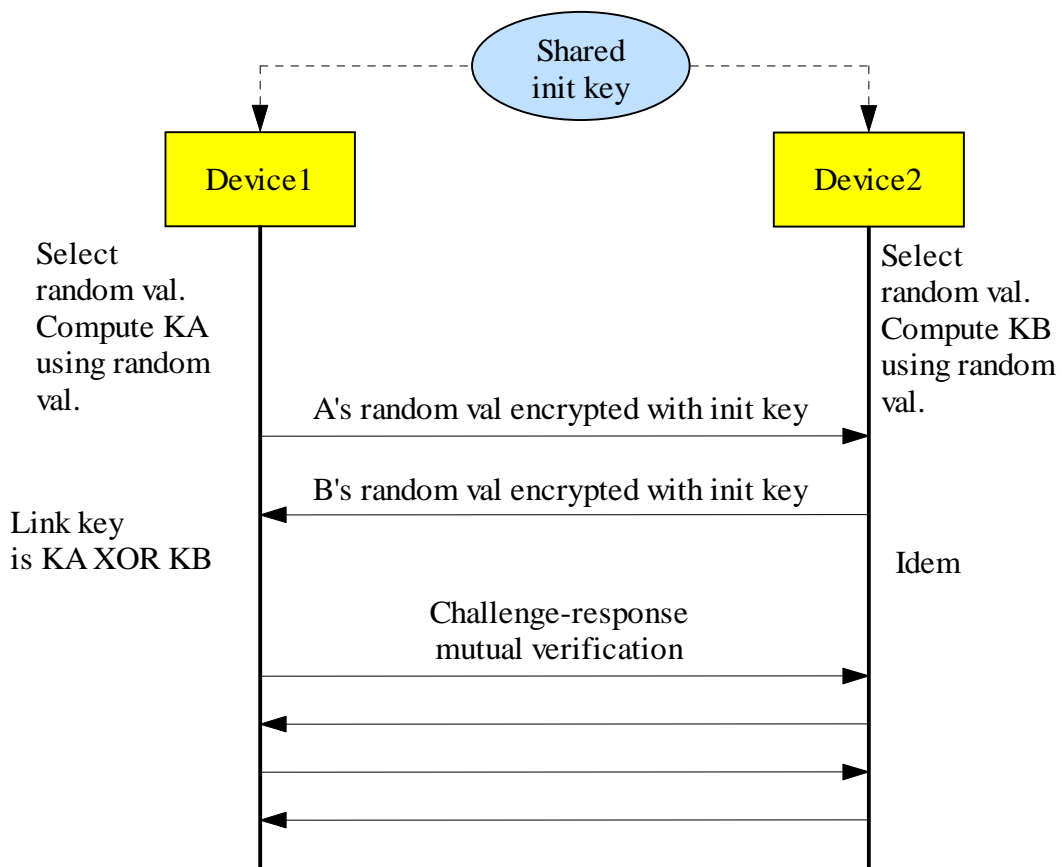 Shared
init key
Device1
Device2
Select
random val.
Compute KA
using random
val.
Select
random val.
Compute KB
using random
val.
A's random val encrypted with init key
B's random val encrypted with init key
Link key
is KA XOR KB
Idem
Challenge-response
mutual verification